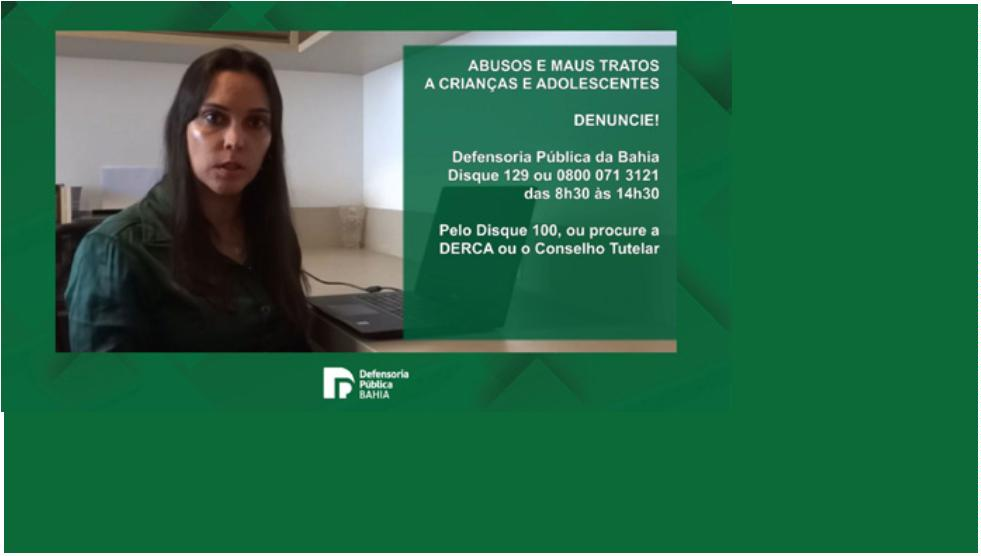 ABUSOS E MAUS TRATOS
A CRIANÇAS E ADOLESCENTES
DENUNCIE!
Defensoria Pública da Bahia
Disque 129 ou 0800 071 3121
das 8h30 às 14h30
Pelo Disque 100, ou procure a
DERCA ou o Conselho Tutelar
Defensoria
Pública
BAHIA